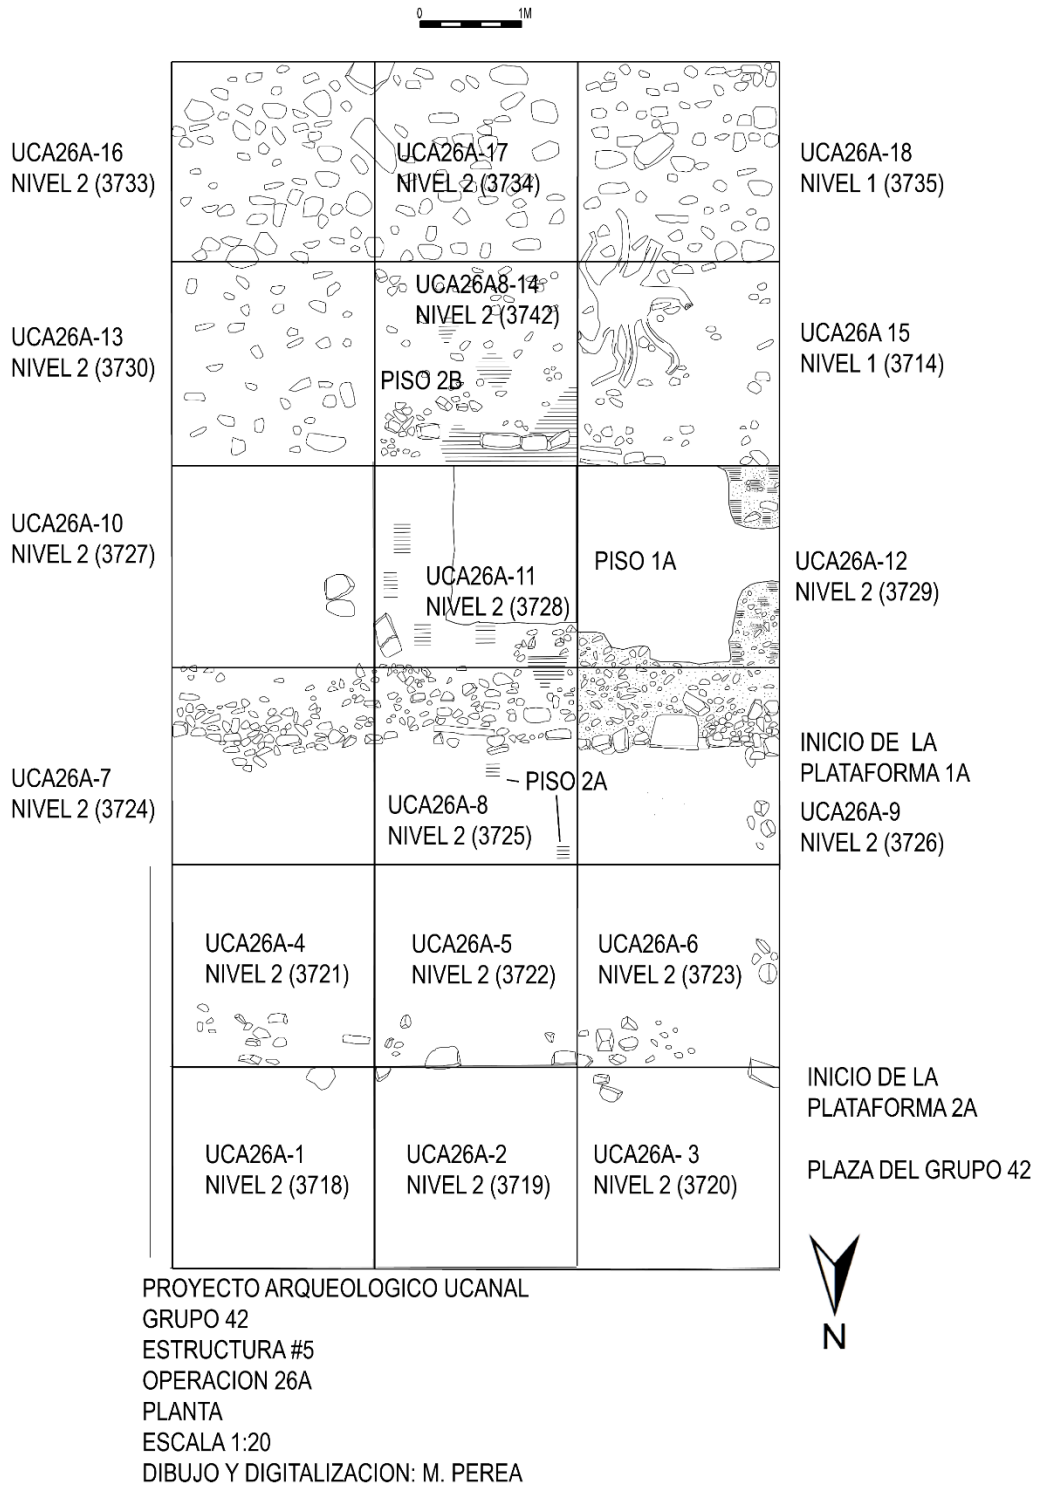 0 1M
UCA26A-16
NIVEL 2 (3733)
UCA26A-17
NIVEL 2 (3734)
UCA26A-18
NIVEL 1 (3735)
UCA26A-13
NIVEL 2 (3730)
UCA26A8-14
NIVEL 2 (3742)
PISO 2B
UCA26A 15
NIVEL 1 (3714)
UCA26A-10
NIVEL 2 (3727)
UCA26A-11
NIVEL 2 (3728)
PISO 1A
UCA26A-12
NIVEL 2 (3729)
UCA26A-7
NIVEL 2 (3724)
PISO 2A
UCA26A-8
NIVEL 2 (3725)
INICIO DE LA
PLATAFORMA 1A
UCA26A-9
NIVEL 2 (3726)
UCA26A-4
NIVEL 2 (3721)
UCA26A-5
NIVEL 2 (3722)
UCA26A-6
NIVEL 2 (3723)
INICIO DE LA
PLATAFORMA 2A
UCA26A-1
NIVEL 2 (3718)
UCA26A-2
NIVEL 2 (3719)
UCA26A- 3
NIVEL 2 (3720)
PLAZA DEL GRUPO 42
N
PROYECTO ARQUEOLOGICO UCANAL
GRUPO 42
ESTRUCTURA #5
OPERACION 26A
PLANTA
ESCALA 1:20
DIBUJO Y DIGITALIZACION: M. PEREA